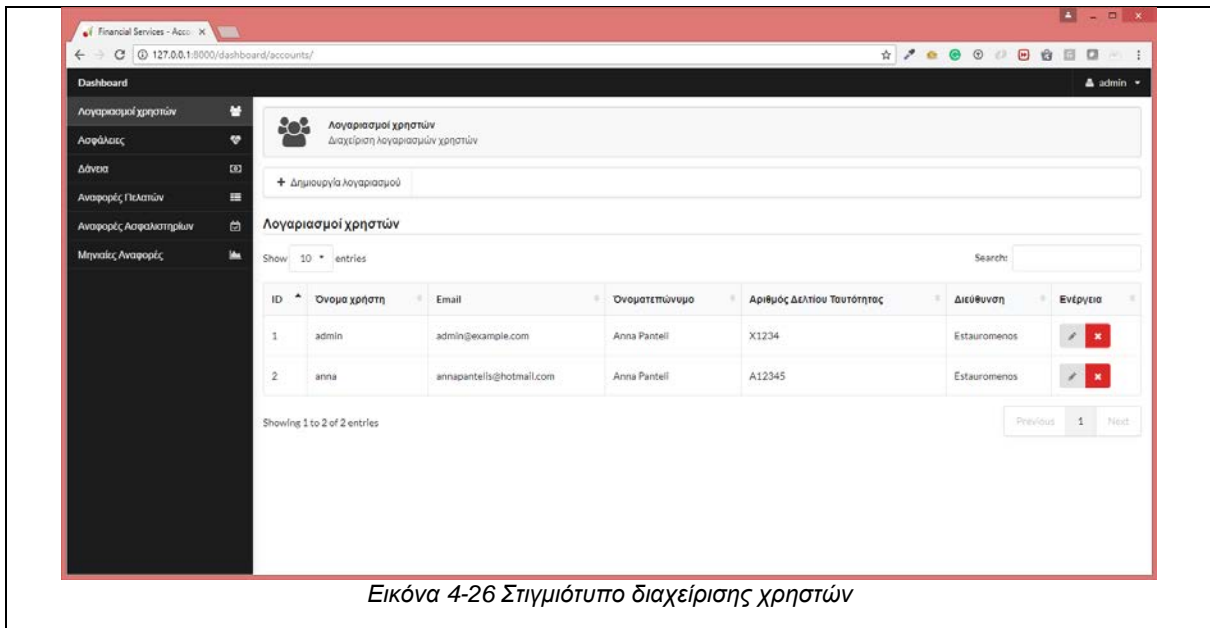 Financial Services - Acco
127.0.0.1:8000/dashboard/accounts/
Dashboard
admin
Λογαριασμοί χρηστών
Ασφάλειες
Δάνεια
Αναφορές Πελατών
Αναφορές Ασφαλιστηρίων
Μηνιαίες Αναφορές
Λογαριασμοί χρηστών
Διαχείριση λογαριασμών χρηστών
+ Δημιουργία λογαριασμού
Λογαριασμοί χρηστών
Show 10 entries
Search:
ID Όνομα χρήστη Email Όνοματεπώνυμο Αριθμός Δελτίου Ταυτότητας Διεύθυνση Ενέργεια
1 admin admin@example.com Anna Panteli X1234 Estauromenos
2 anna annapantelis@hotmail.com Anna Panteli A12345 Estauromenos
Showing 1 to 2 of 2 entries
Previous 1 Next
Εικόνα 4-26 Στιγμιότυπο διαχείρισης χρηστών